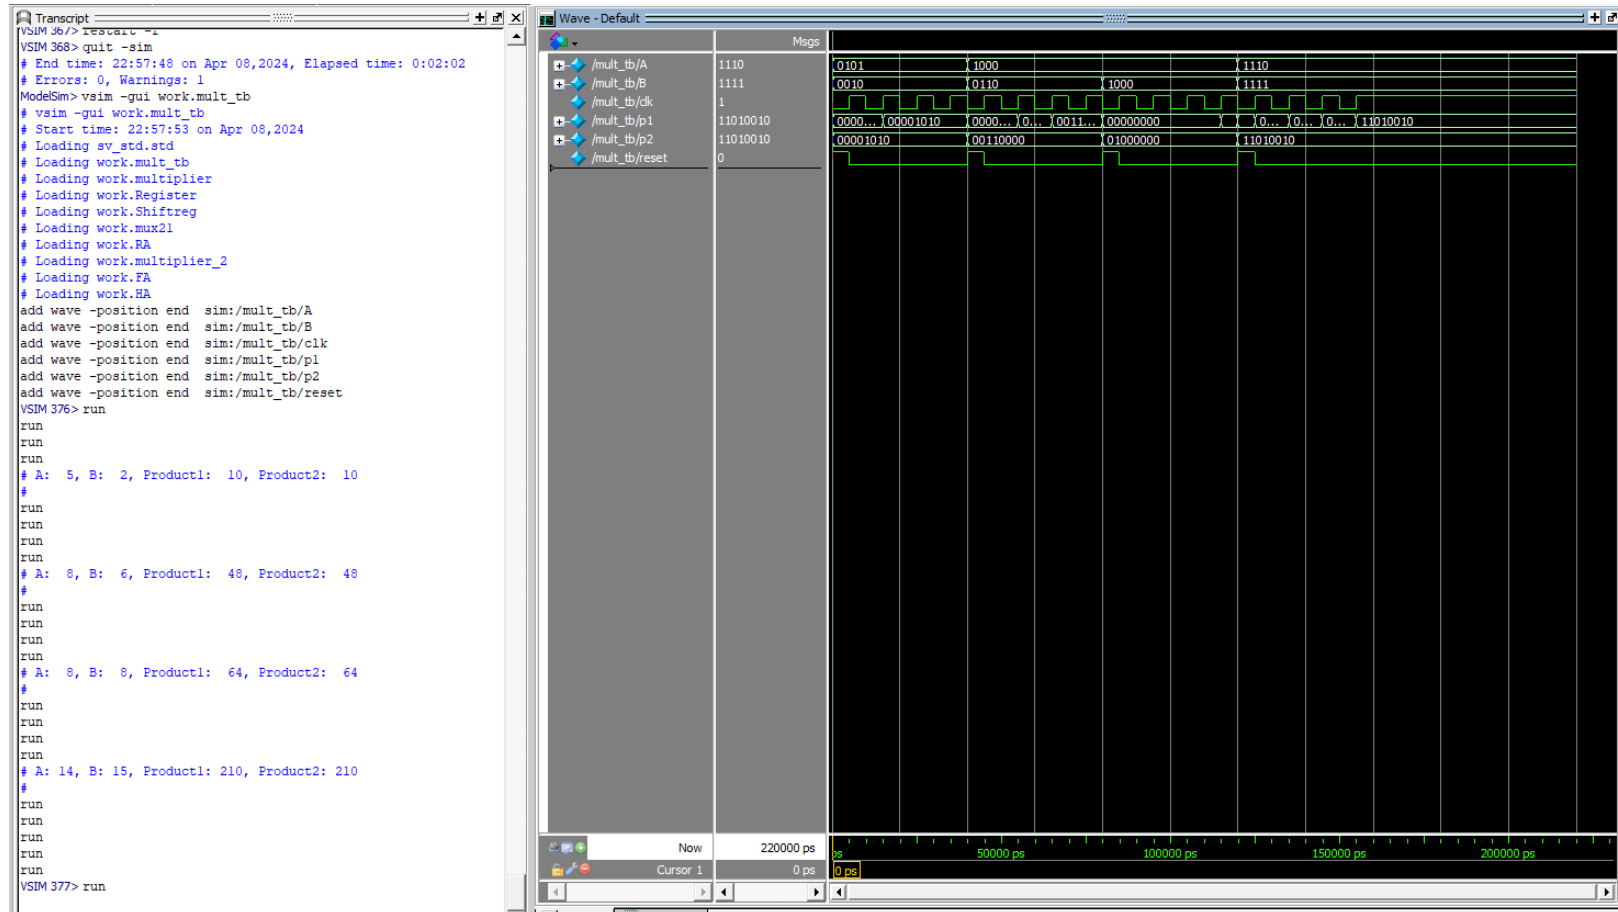 Transcript
VSIM 367> restart -f
VSIM 368> quit -sim
# End time: 22:57:48 on Apr 08,2024, Elapsed time: 0:02:02
# Errors: 0, Warnings: 1
ModelSim> vsim -gui work.mult_tb
# vsim -gui work.mult_tb
# Start time: 22:57:53 on Apr 08,2024
# Loading sv_std.std
# Loading work.mult_tb
# Loading work.multiplier
# Loading work.Register
# Loading work.Shiftreg
# Loading work.mux21
# Loading work.RA
# Loading work.multiplier_2
# Loading work.FA
# Loading work.HA
add wave -position end  sim:/mult_tb/A
add wave -position end  sim:/mult_tb/B
add wave -position end  sim:/mult_tb/clk
add wave -position end  sim:/mult_tb/p1
add wave -position end  sim:/mult_tb/p2
add wave -position end  sim:/mult_tb/reset
VSIM 376> run
run
run
run
# A:  5, B:  2, Product1:  10, Product2:  10
#
run
run
run
run
# A:  8, B:  6, Product1:  48, Product2:  48
#
run
run
run
run
# A:  8, B:  8, Product1:  64, Product2:  64
#
run
run
run
run
# A: 14, B: 15, Product1: 210, Product2: 210
#
run
run
run
run
run
VSIM 377> run
Wave - Default
Msgs
/mult_tb/A 1110 0101 1000 1110
/mult_tb/B 1111 0010 0110 1000 1111
/mult_tb/clk 1
/mult_tb/p1 11010010 0000... 00001010 0000... 0... 0011... 00000000 0... 0... 0... 11010010
/mult_tb/p2 11010010 00001010 00110000 01000000 11010010
/mult_tb/reset 0
Now 220000 ps ps 50000 ps 100000 ps 150000 ps 200000 ps
Cursor 1 0 ps 0 ps